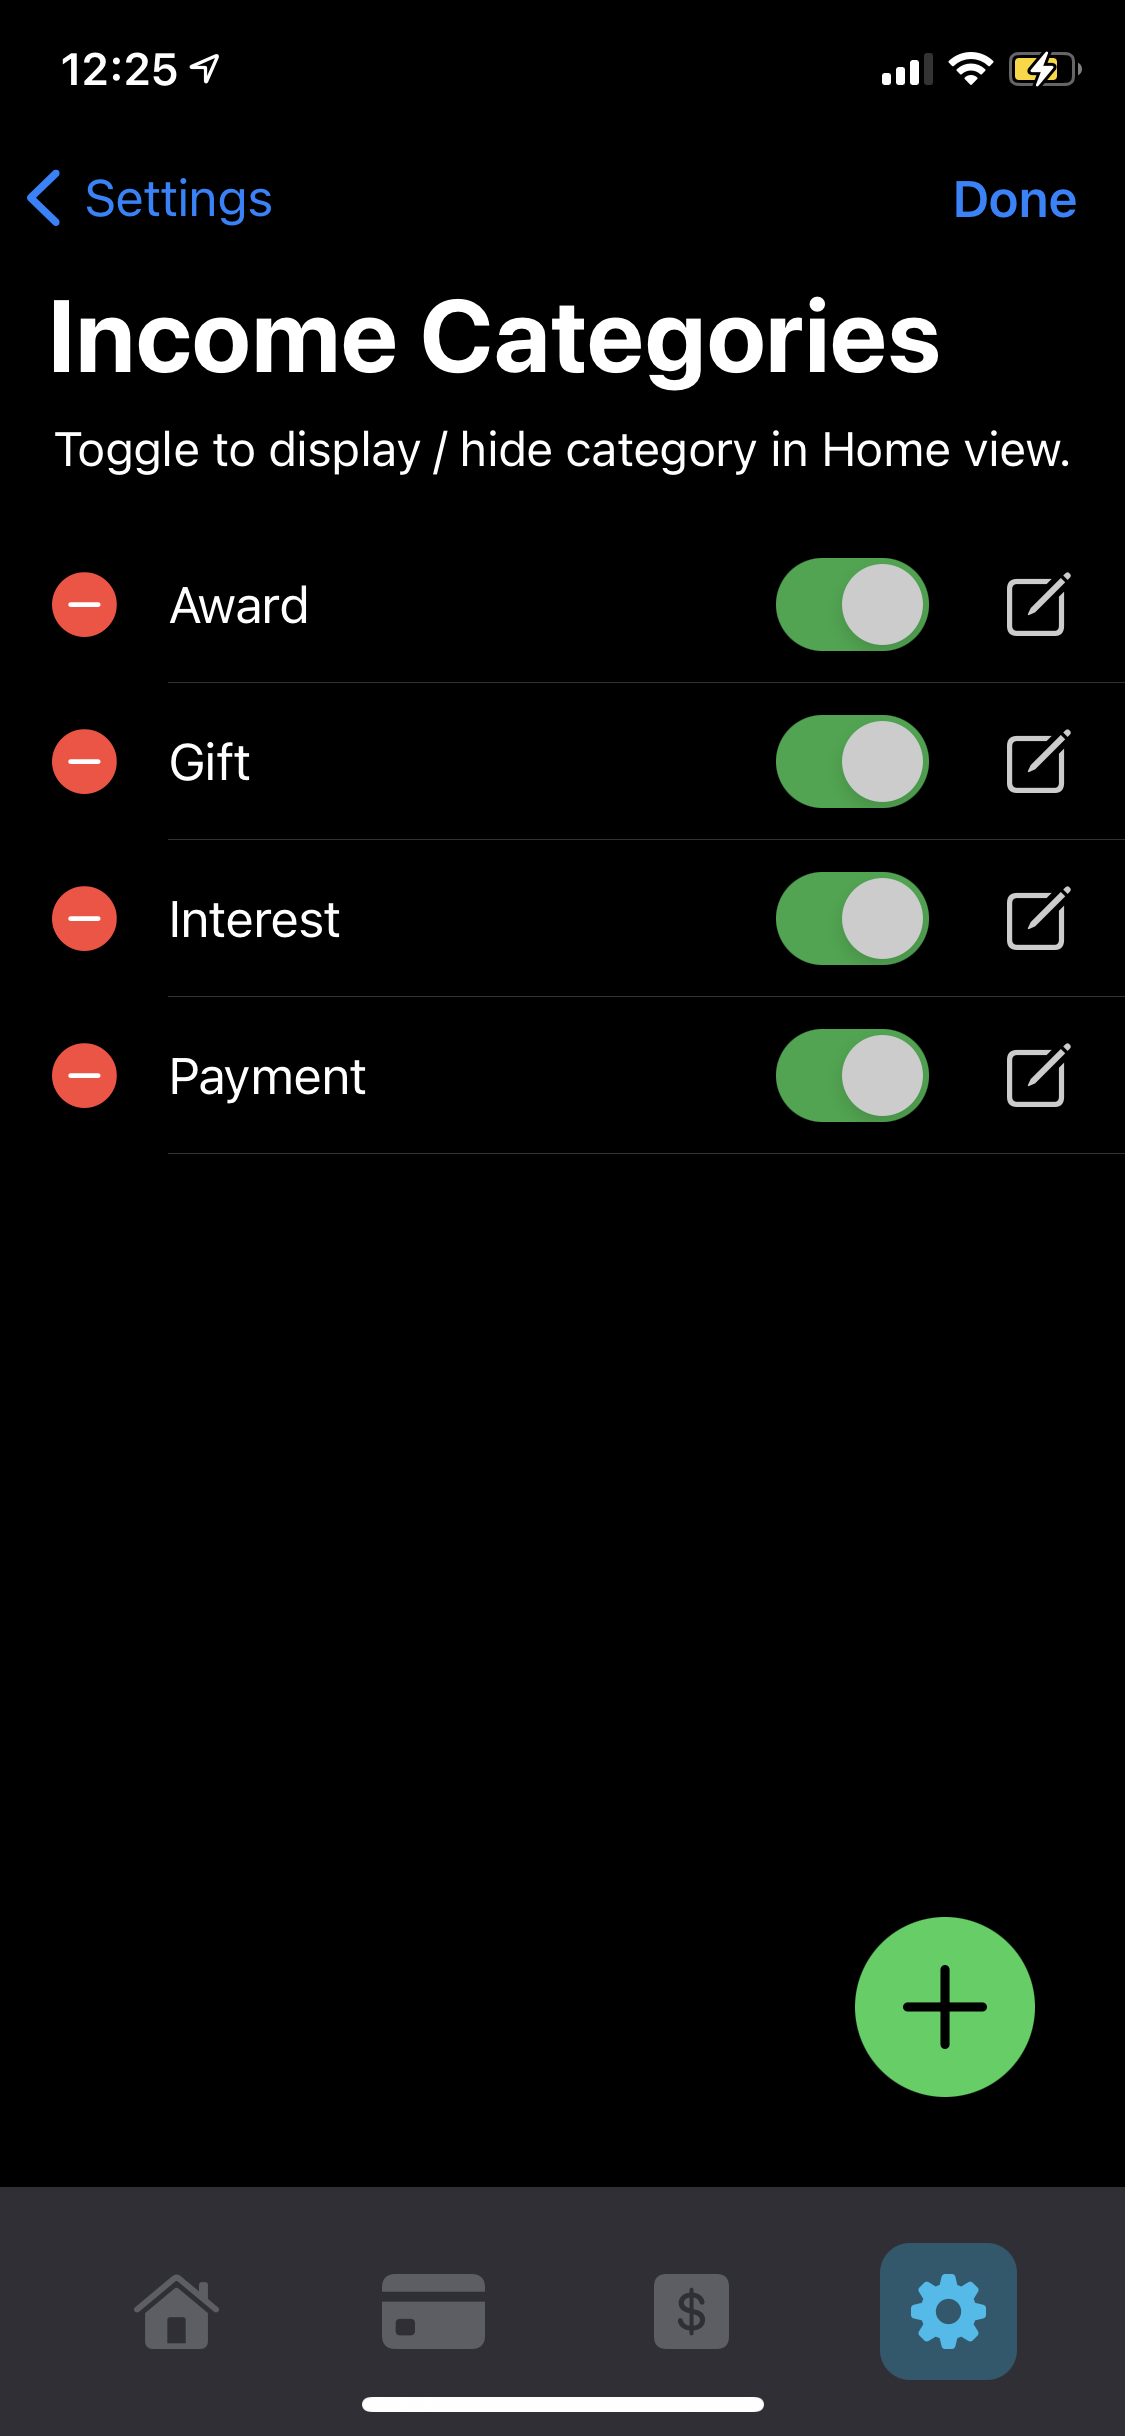 12:25
Settings
Done
Income Categories
Toggle to display / hide category in Home view.
Award
Gift
Interest
Payment
$